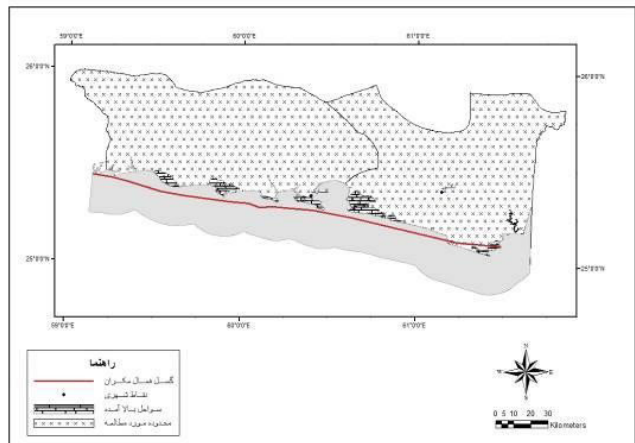 59°0'0"E 60°0'0"E 61°0'0"E
26°0'0"N 26°0'0"N
25°0'0"N 25°0'0"N
59°0'0"E 60°0'0"E 61°0'0"E
راهنما
گسل همسال مکران
نقاط شهری
سواحل بالا آمده
محدوده مورد مطالعه
N
W E
S
0 5 10 20 30
Kilometers